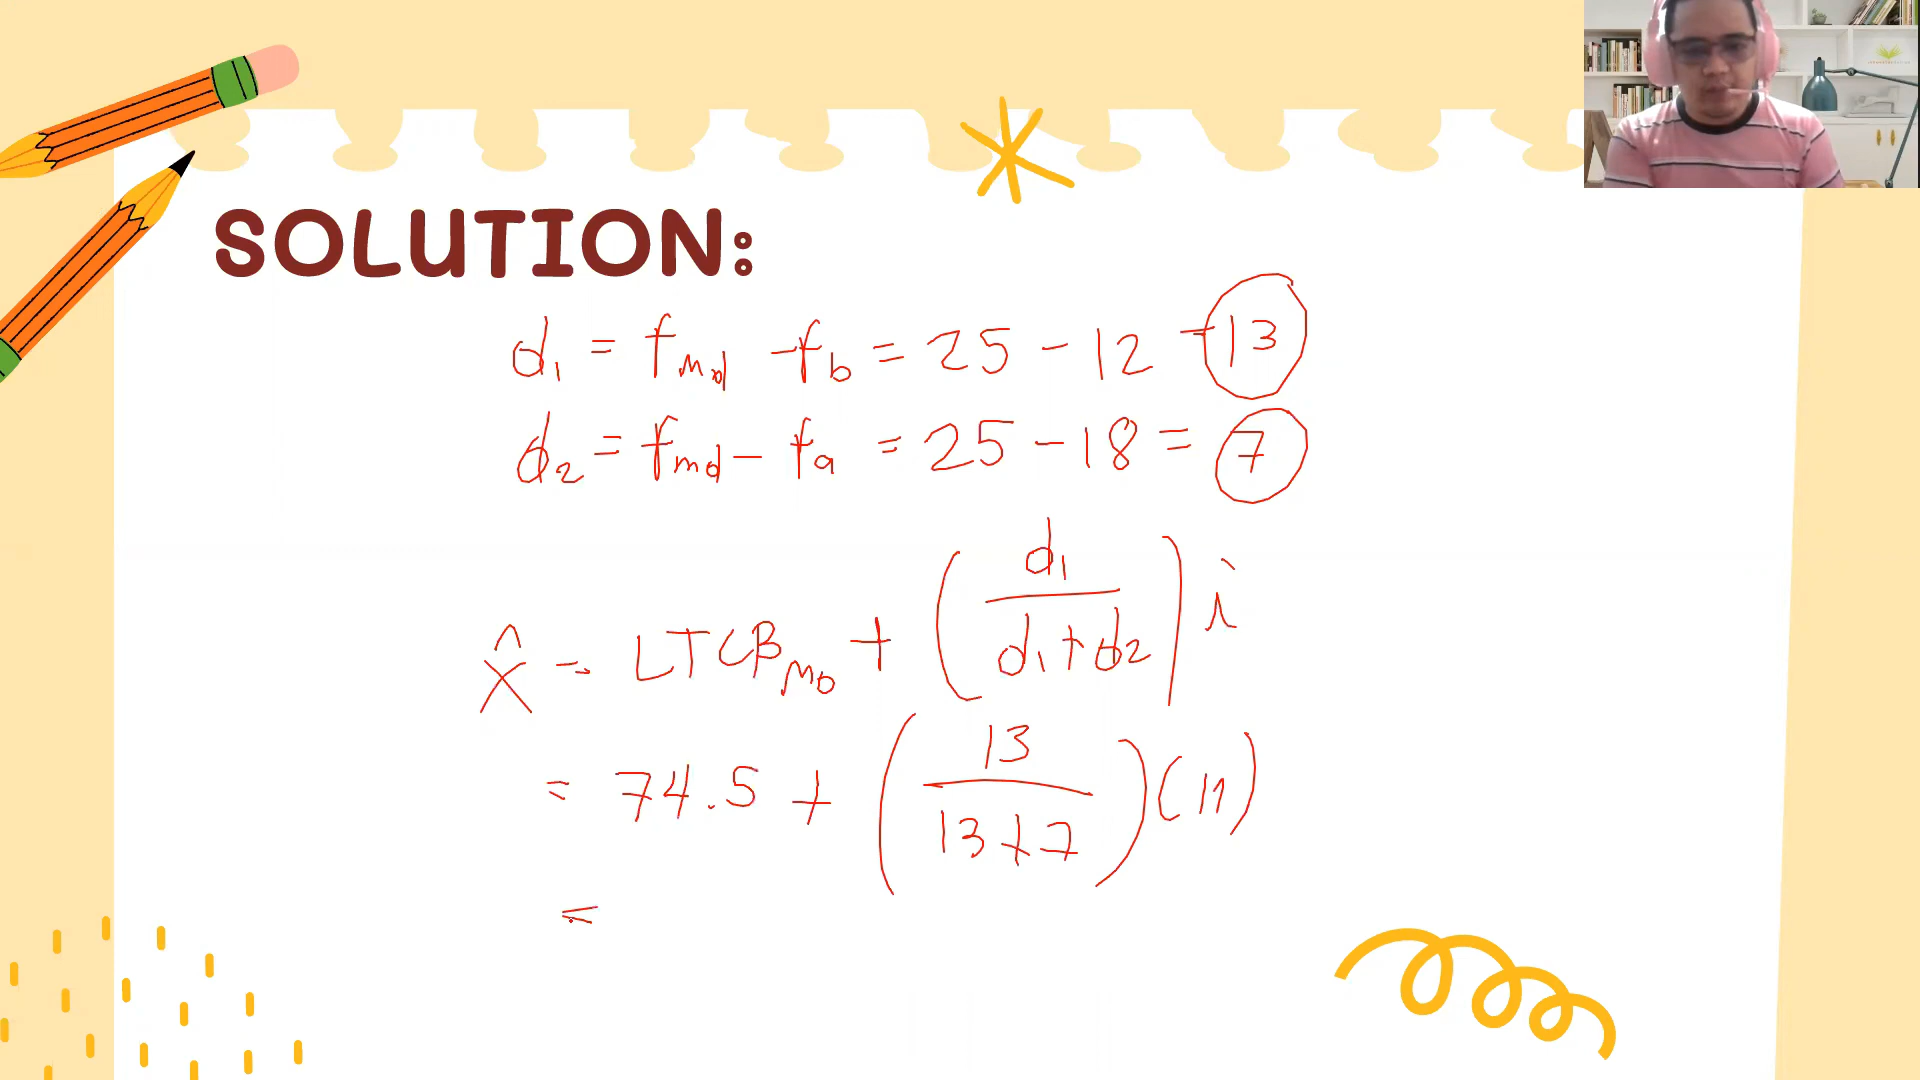 SOLUTION:
d₁ = f_Mo - f_b = 25 - 12 = 13
d₂ = f_mo - f_a = 25 - 18 = 7
X̂ = LTCB_Mo + (d₁ / (d₁ + d₂)) i
= 74.5 + (13 / (13 + 7)) (11)
=